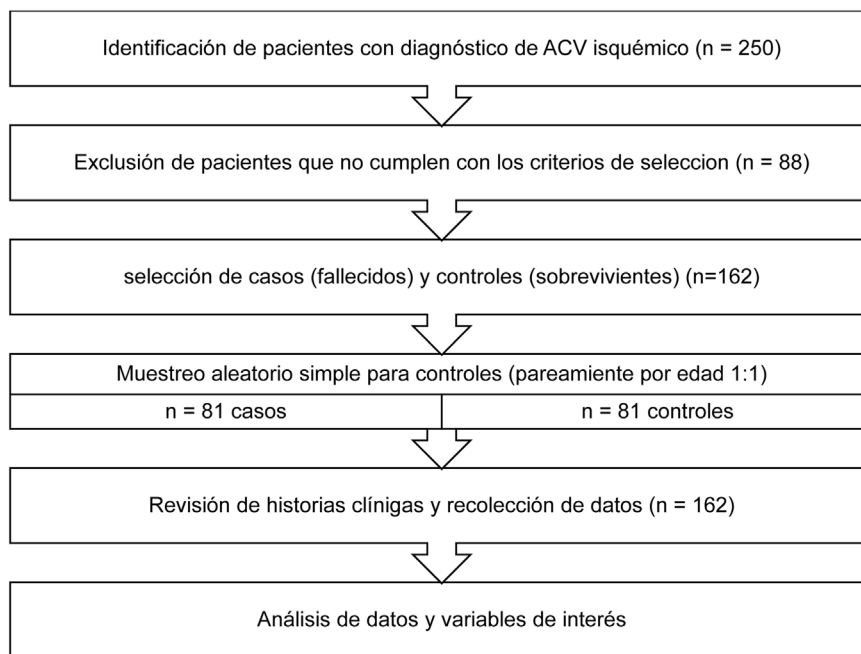 Identificación de pacientes con diagnóstico de ACV isquémico (n = 250)
Exclusión de pacientes que no cumplen con los criterios de seleccion (n = 88)
selección de casos (fallecidos) y controles (sobrevivientes) (n=162)
Muestreo aleatorio simple para controles (pareamiente por edad 1:1)
n = 81 casos
n = 81 controles
Revisión de historias clínigas y recolección de datos (n = 162)
Análisis de datos y variables de interés